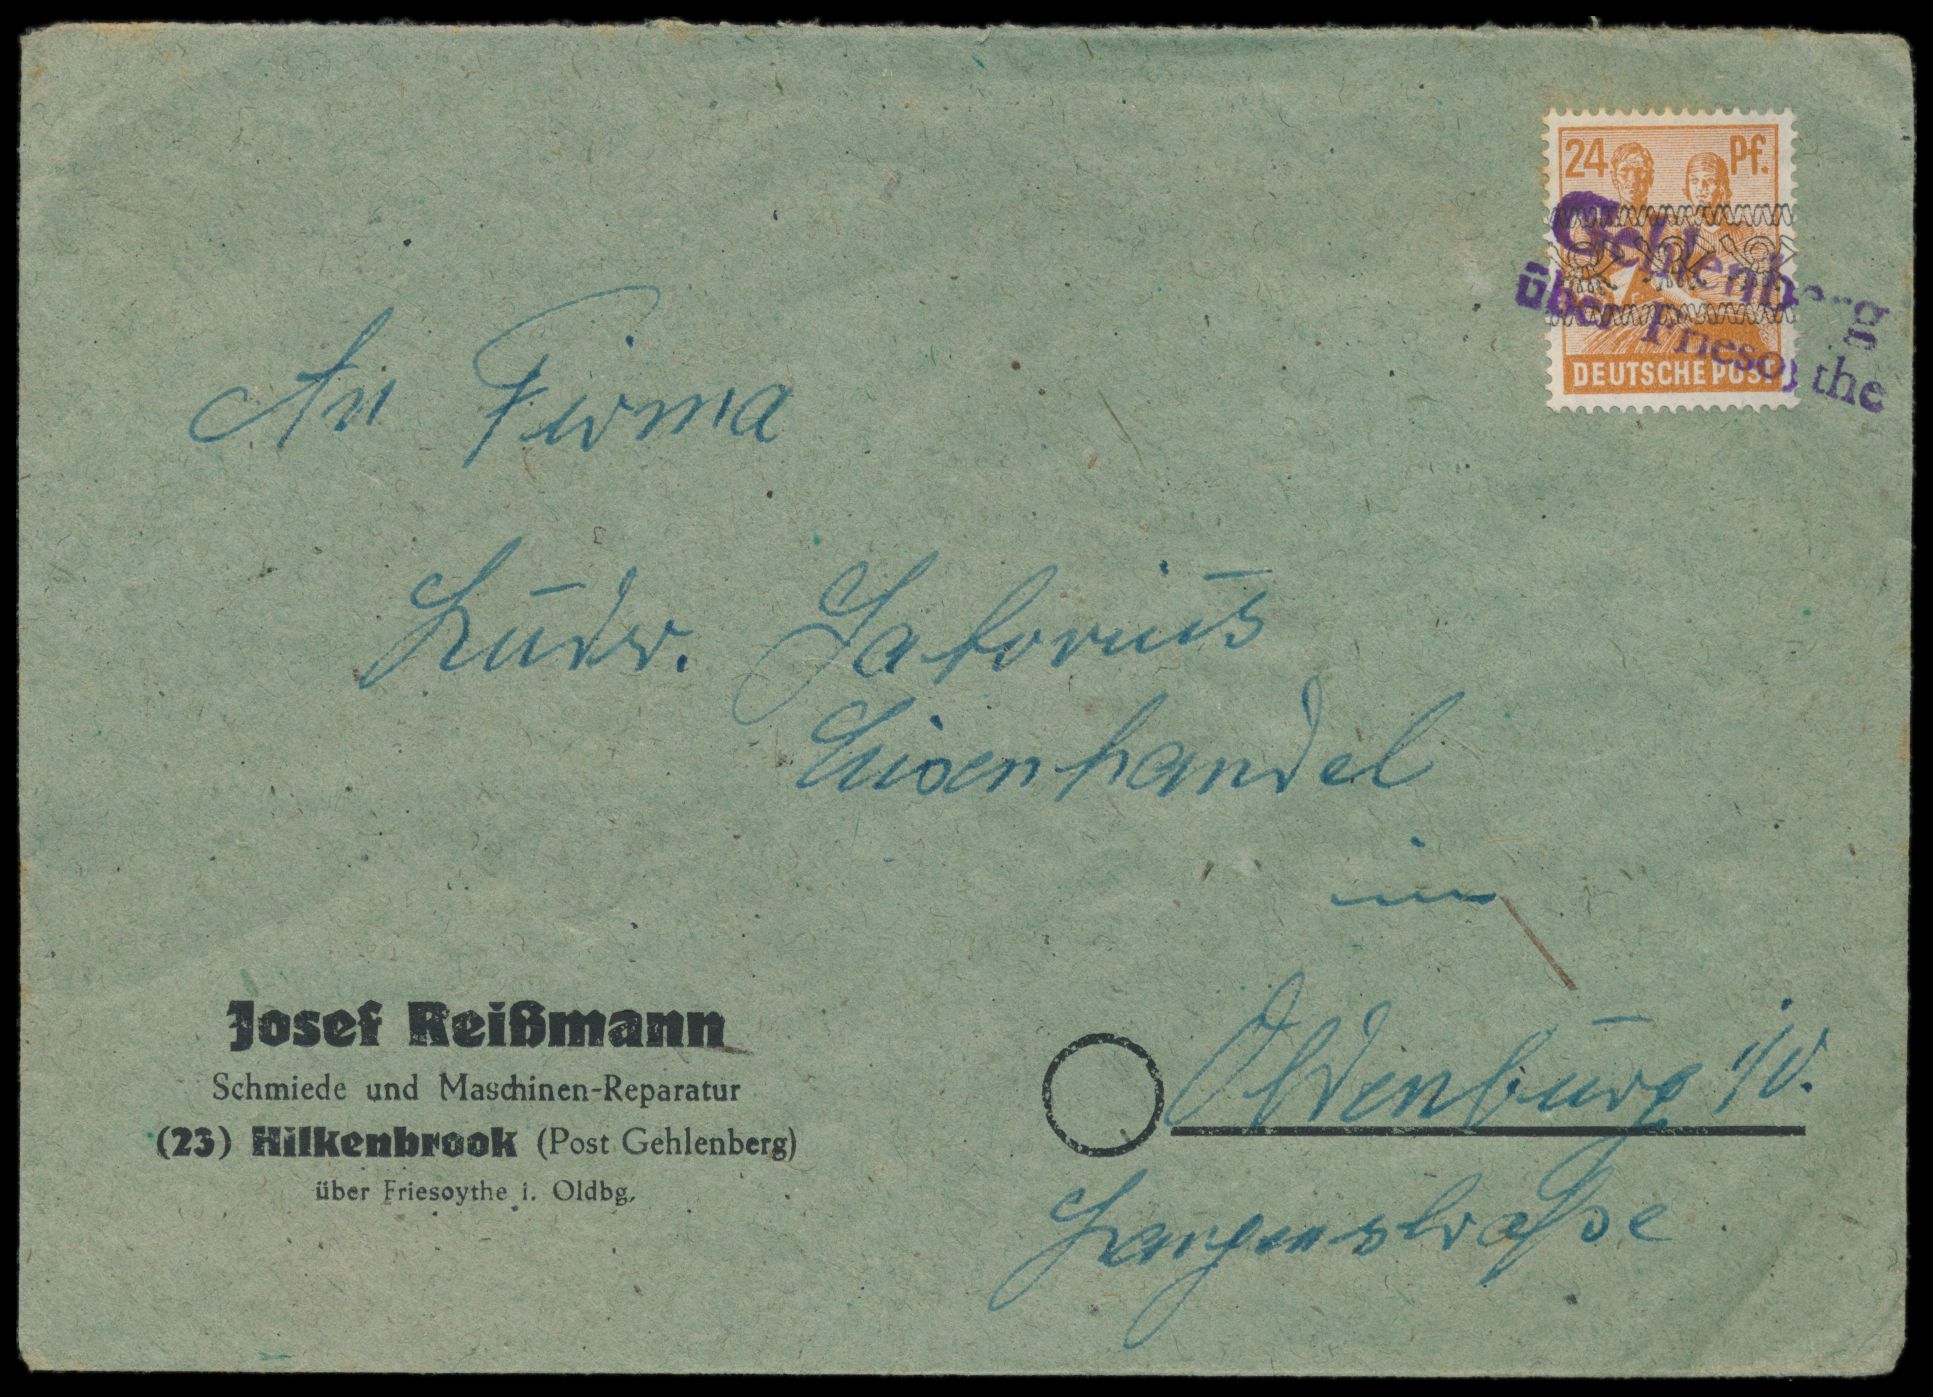 24 Pf.
DEUTSCHE POST
Gehlenberg
über Friesoythe
An Firma
Ludw. Satorius
Eisenhandel
in
Oldenburg i/O.
Langenstraße
Josef Reißmann
Schmiede und Maschinen-Reparatur
(23) Hilkenbrook (Post Gehlenberg)
über Friesoythe i. Oldbg.